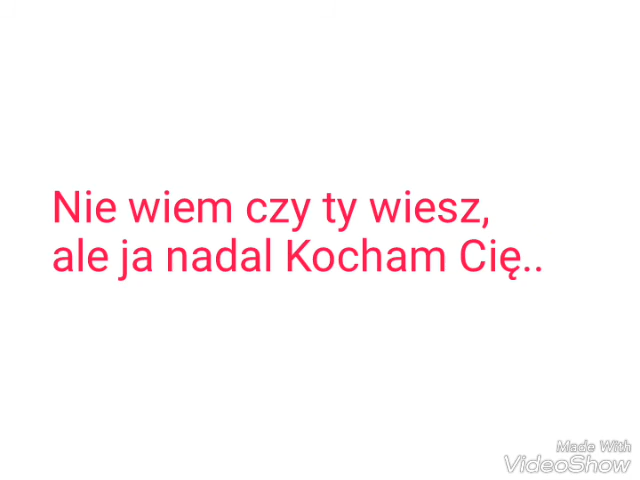 Nie wiem czy ty wiesz,
ale ja nadal Kocham Cię..
Made With
VideoShow